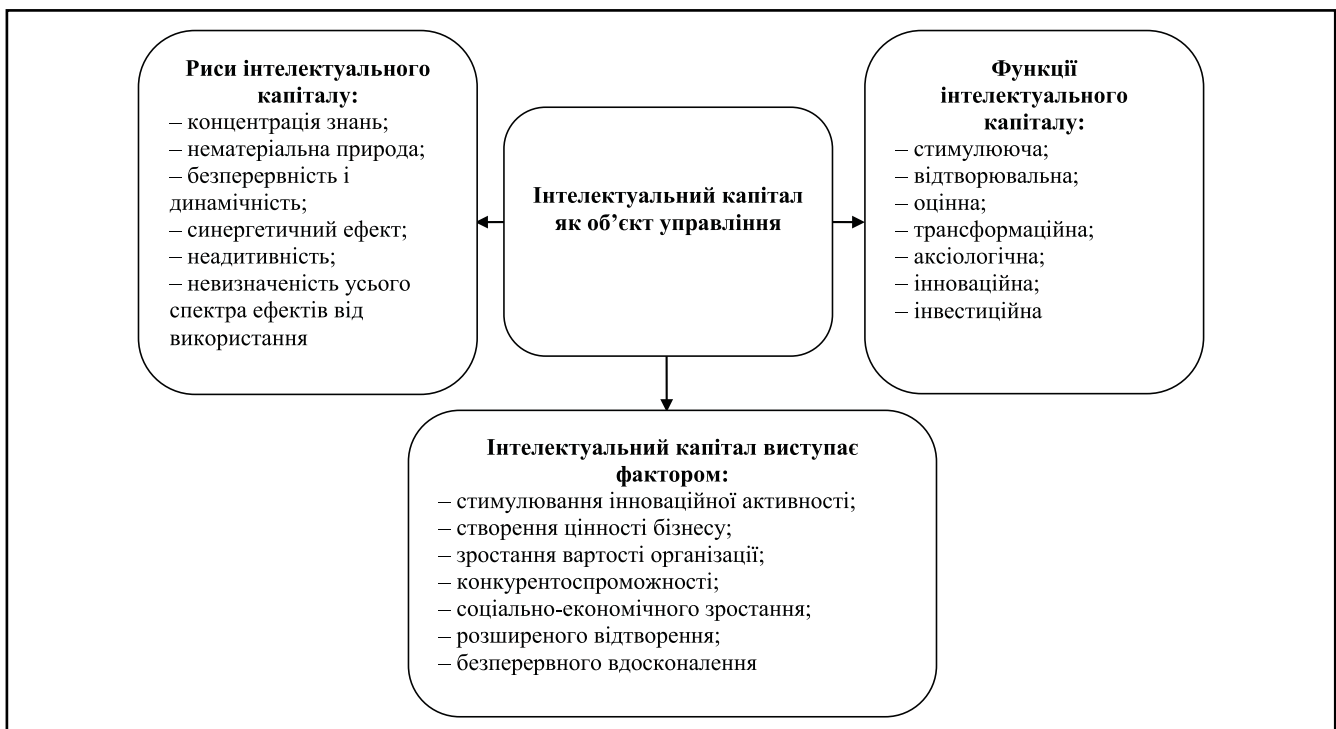 Риси інтелектуального
капіталу:
– концентрація знань;
– нематеріальна природа;
– безперервність і
динамічність;
– синергетичний ефект;
– неадитивність;
– невизначеність усього
спектра ефектів від
використання
Інтелектуальний капітал
як об’єкт управління
Функції
інтелектуального
капіталу:
– стимулююча;
– відтворювальна;
– оцінна;
– трансформаційна;
– аксіологічна;
– інноваційна;
– інвестиційна
Інтелектуальний капітал виступає
фактором:
– стимулювання інноваційної активності;
– створення цінності бізнесу;
– зростання вартості організації;
– конкурентоспроможності;
– соціально-економічного зростання;
– розширеного відтворення;
– безперервного вдосконалення